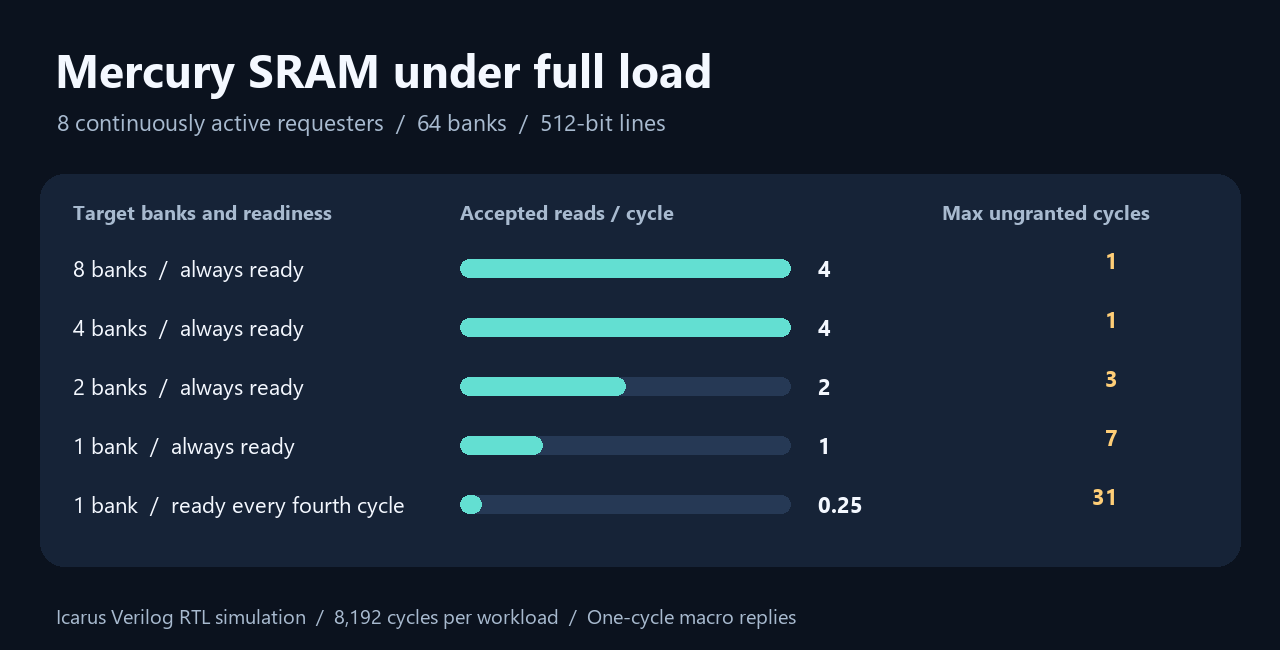 Mercury SRAM under full load
8 continuously active requesters / 64 banks / 512-bit lines
Target banks and readiness Accepted reads / cycle Max ungranted cycles
8 banks / always ready 4 1
4 banks / always ready 4 1
2 banks / always ready 2 3
1 bank / always ready 1 7
1 bank / ready every fourth cycle 0.25 31
Icarus Verilog RTL simulation / 8,192 cycles per workload / One-cycle macro replies